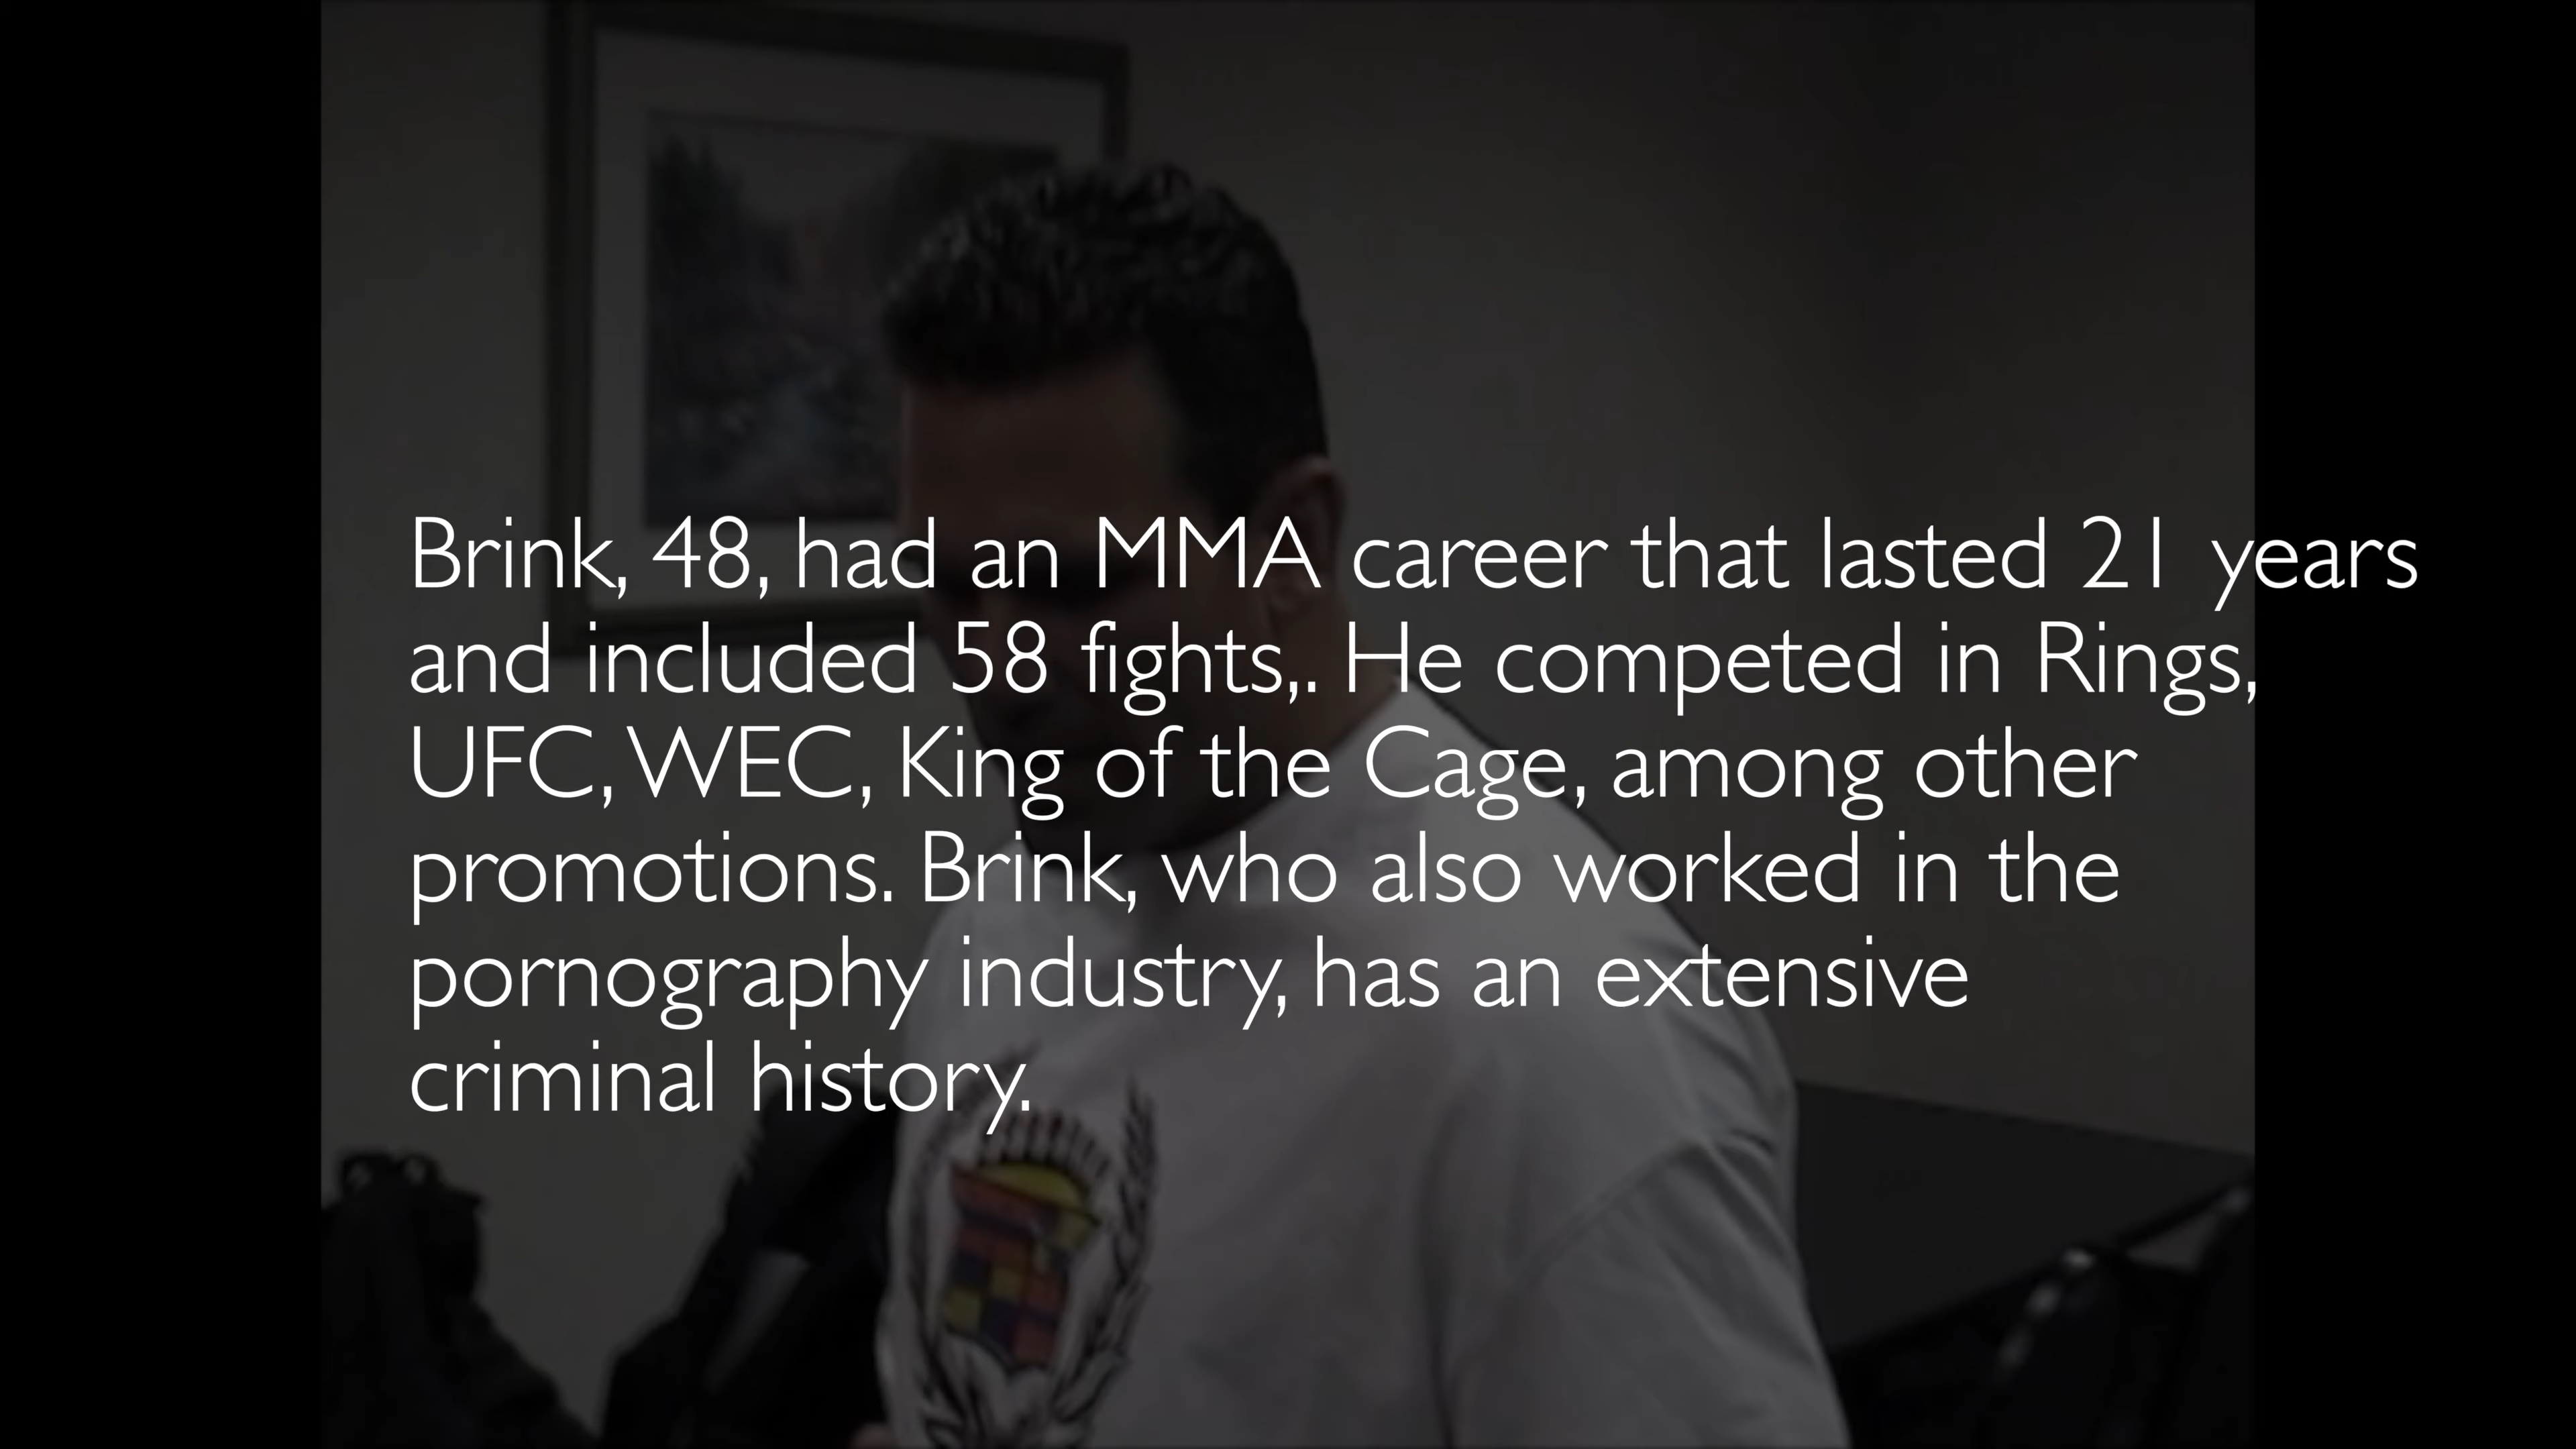 Brink, 48, had an MMA career that lasted 21 years
and included 58 fights,. He competed in Rings,
UFC, WEC, King of the Cage, among other
promotions. Brink, who also worked in the
pornography industry, has an extensive
criminal history.